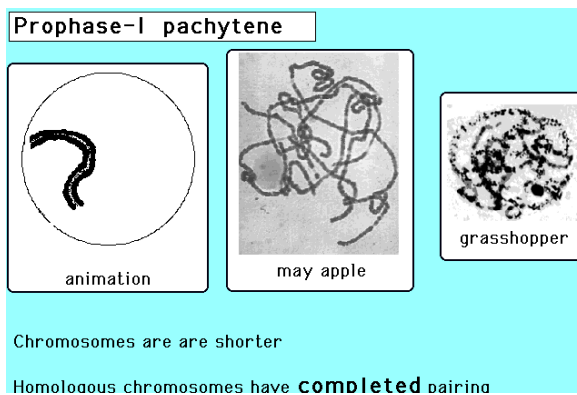 Prophase-I pachytene
animation
may apple
grasshopper
Chromosomes are are shorter
Homologous chromosomes have completed pairing